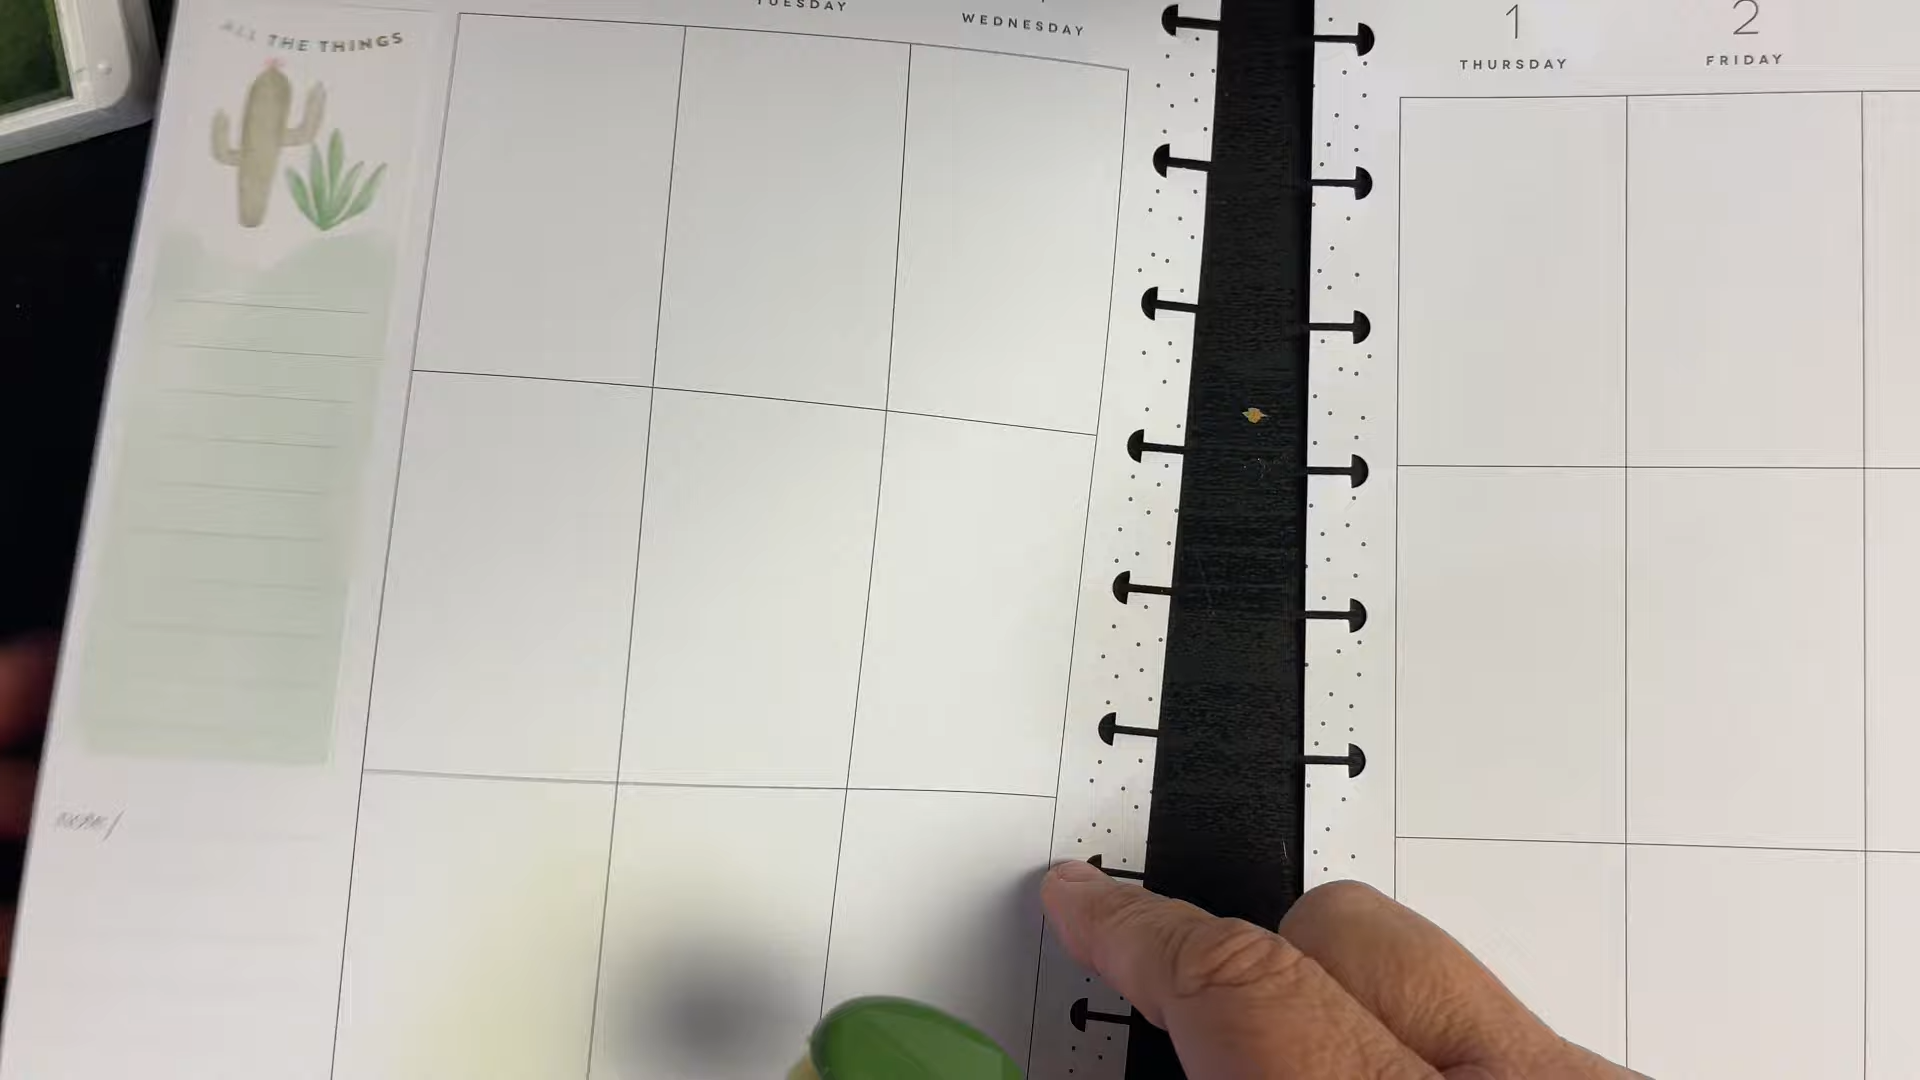 TUESDAY
WEDNESDAY
1
THURSDAY
2
FRIDAY
ALL THE THINGS